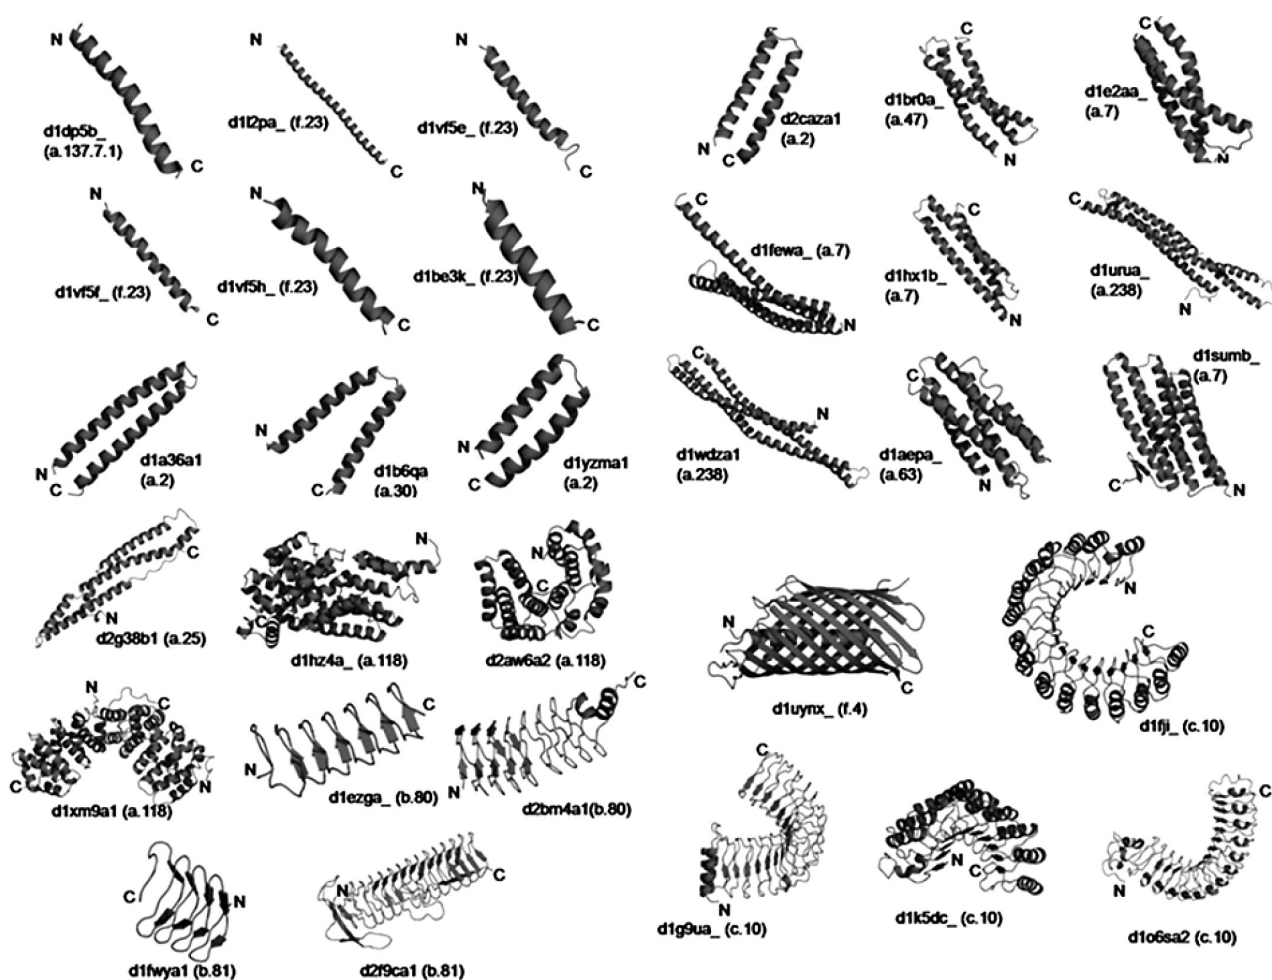 N
C
d1dp5b_
(a.137.7.1)
N
C
d1l2pa_ (f.23)
N
C
d1vf5e_ (f.23)
N
C
d2caza1
(a.2)
C
N
d1br0a_
(a.47)
C
N
d1e2aa_
(a.7)
N
C
d1vf5f_ (f.23)
N
C
d1vf5h_ (f.23)
N
C
d1be3k_ (f.23)
C
N
d1fewa_ (a.7)
C
N
d1hx1b_
(a.7)
C
N
d1urua_
(a.238)
N
C
d1a36a1
(a.2)
N
C
d1b6qa_
(a.30)
N
C
d1yzma1
(a.2)
C
N
d1wdza1
(a.238)
C
N
d1aepa_
(a.63)
C
N
d1sumb_
(a.7)
C
N
d2g38b1 (a.25)
N
C
d1hz4a_ (a.118)
N
C
d2aw6a2 (a.118)
N
C
d1uynx_ (f.4)
N
C
d1fji_ (c.10)
N
C
N
d1xm9a1 (a.118)
C
N
d1ezga_ (b.80)
C
N
d2bm4a1(b.80)
C
N
d1g9ua_ (c.10)
N
C
d1k5dc_ (c.10)
C
N
d1o6sa2 (c.10)
C
N
d1fwya1 (b.81)
N
C
d2f9ca1 (b.81)